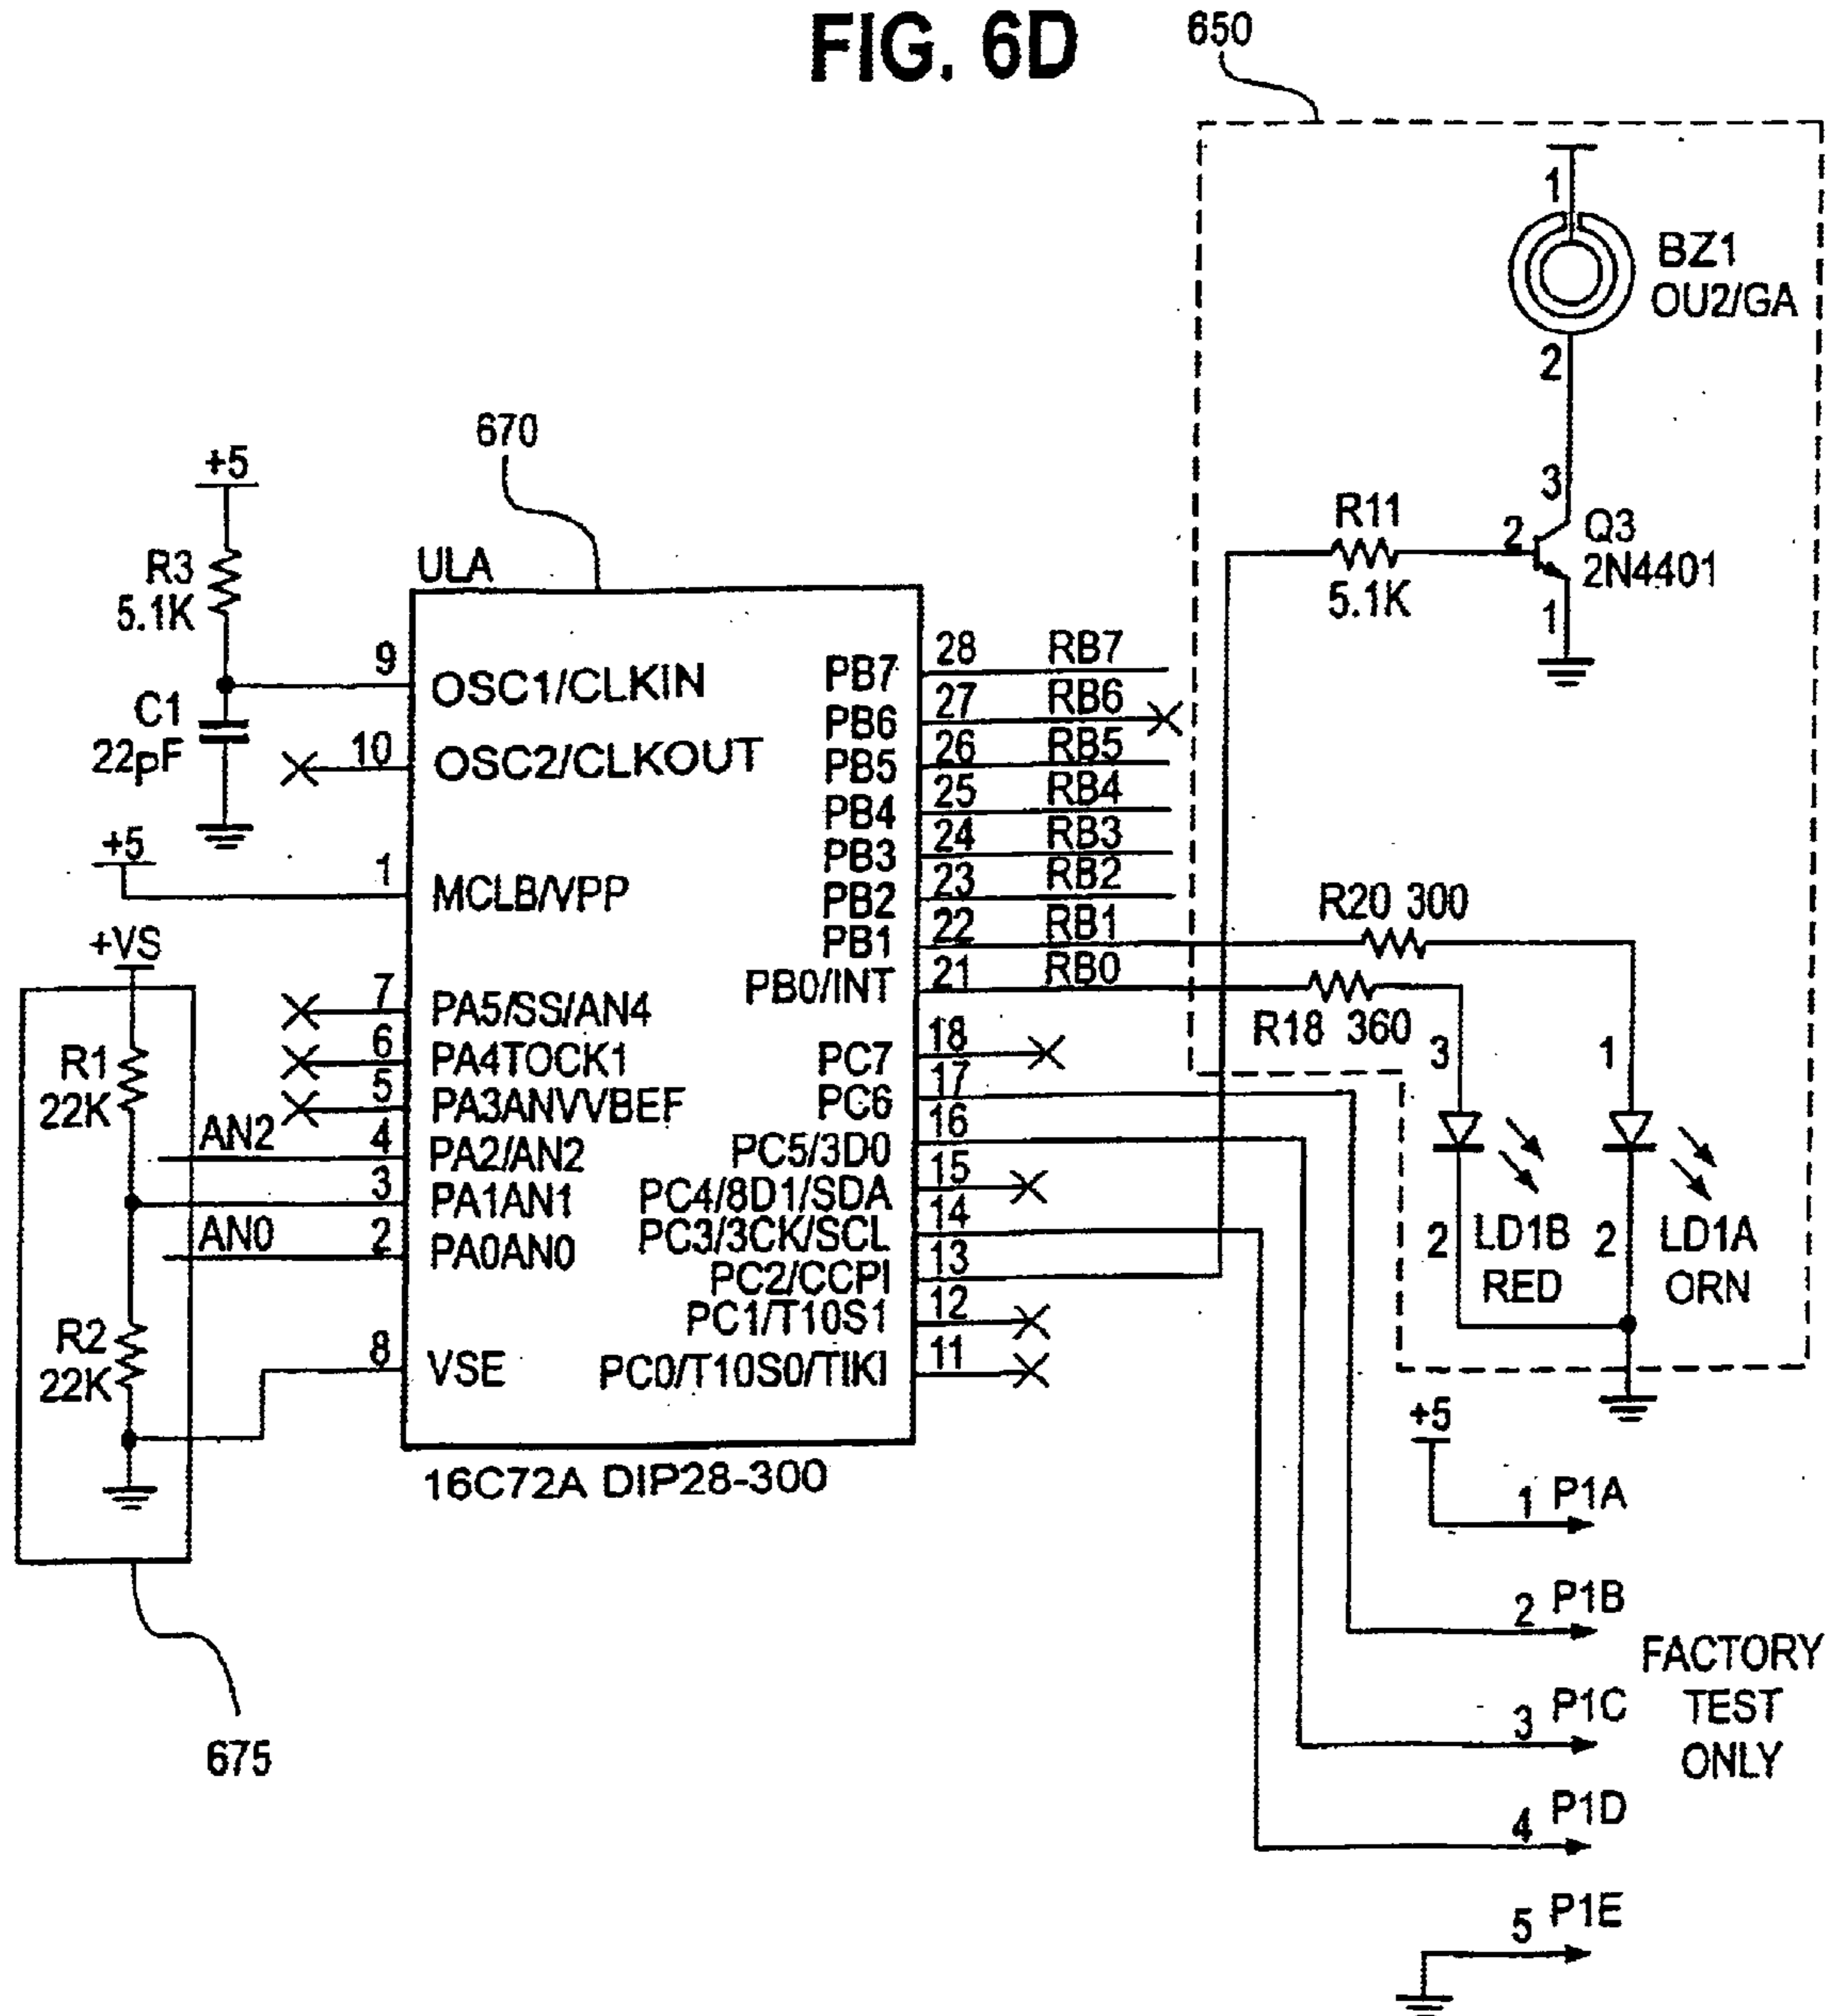 FIG. 6D
650
1
BZ1
OU2/GA
2
670
+5
R3
5.1K
C1
22pF
+5
+VS
R1
22K
AN2
AN0
R2
22K
675
ULA
9 OSC1/CLKIN
10 OSC2/CLKOUT
1 MCLB/VPP
7 PA5/SS/AN4
6 PA4TOCK1
5 PA3ANVVBEF
4 PA2/AN2
3 PA1AN1
2 PA0AN0
8 VSE
PB7 28 RB7
PB6 27 RB6
PB5 26 RB5
PB4 25 RB4
PB3 24 RB3
PB2 23 RB2
PB1 22 RB1
PB0/INT 21 RB0
PC7 18
PC6 17
PC5/3D0 16
PC4/8D1/SDA 15
PC3/3CK/SCL 14
PC2/CCPI 13
PC1/T10S1 12
PC0/T10S0/TIKI 11
16C72A DIP28-300
R11
5.1K
3
2
1
Q3
2N4401
R20 300
R18 360
3
1
2
LD1B
RED
2
LD1A
ORN
+5
1 P1A
2 P1B
3 P1C
4 P1D
5 P1E
FACTORY
TEST
ONLY